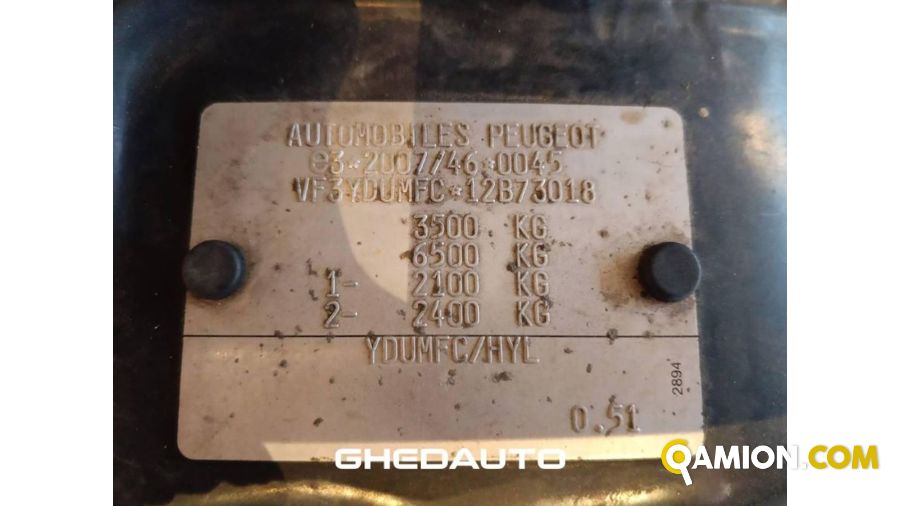 AUTOMOBILES PEUGEOT
e3*2007/46*0045
VF3YDUMFC*12B73018
3500 KG
6500 KG
1- 2100 KG
2- 2400 KG
YDUMFC/HYL
2894
0.51
GHEDAUTO
QAMION.COM